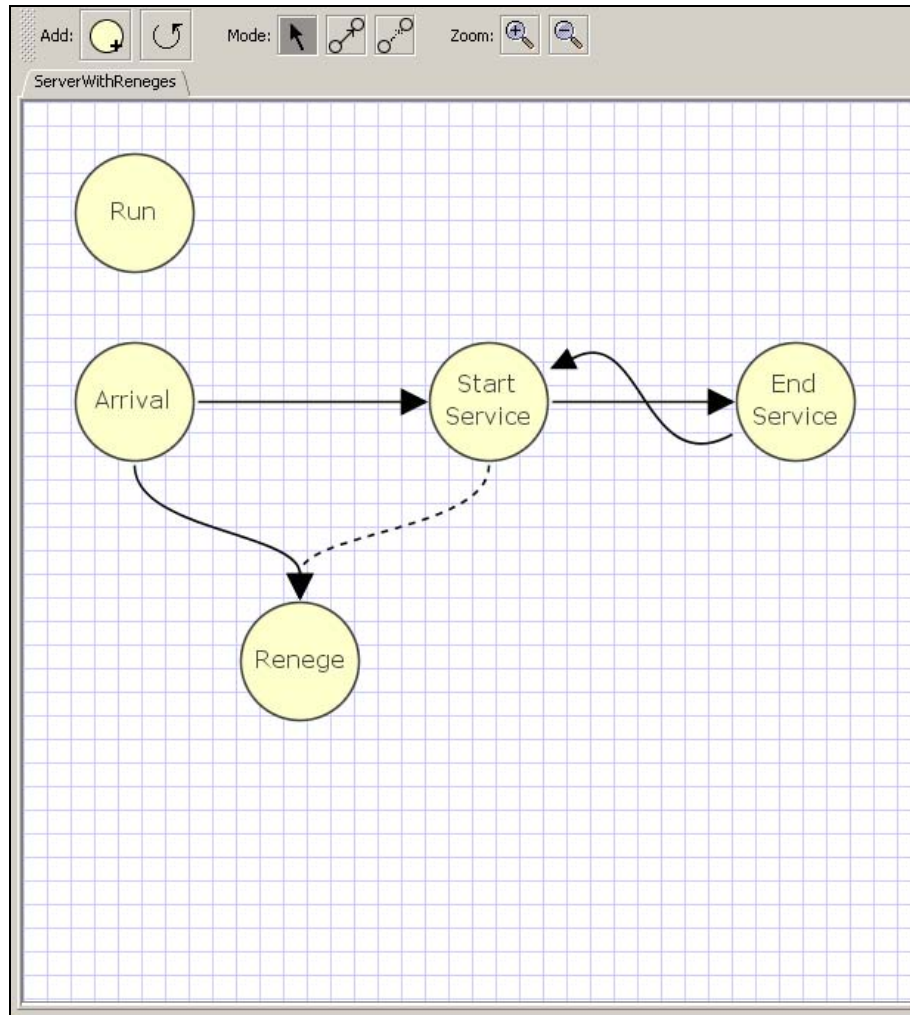 Add: Mode: Zoom:
ServerWithReneges
Run
Arrival
Start
Service
End
Service
Renege